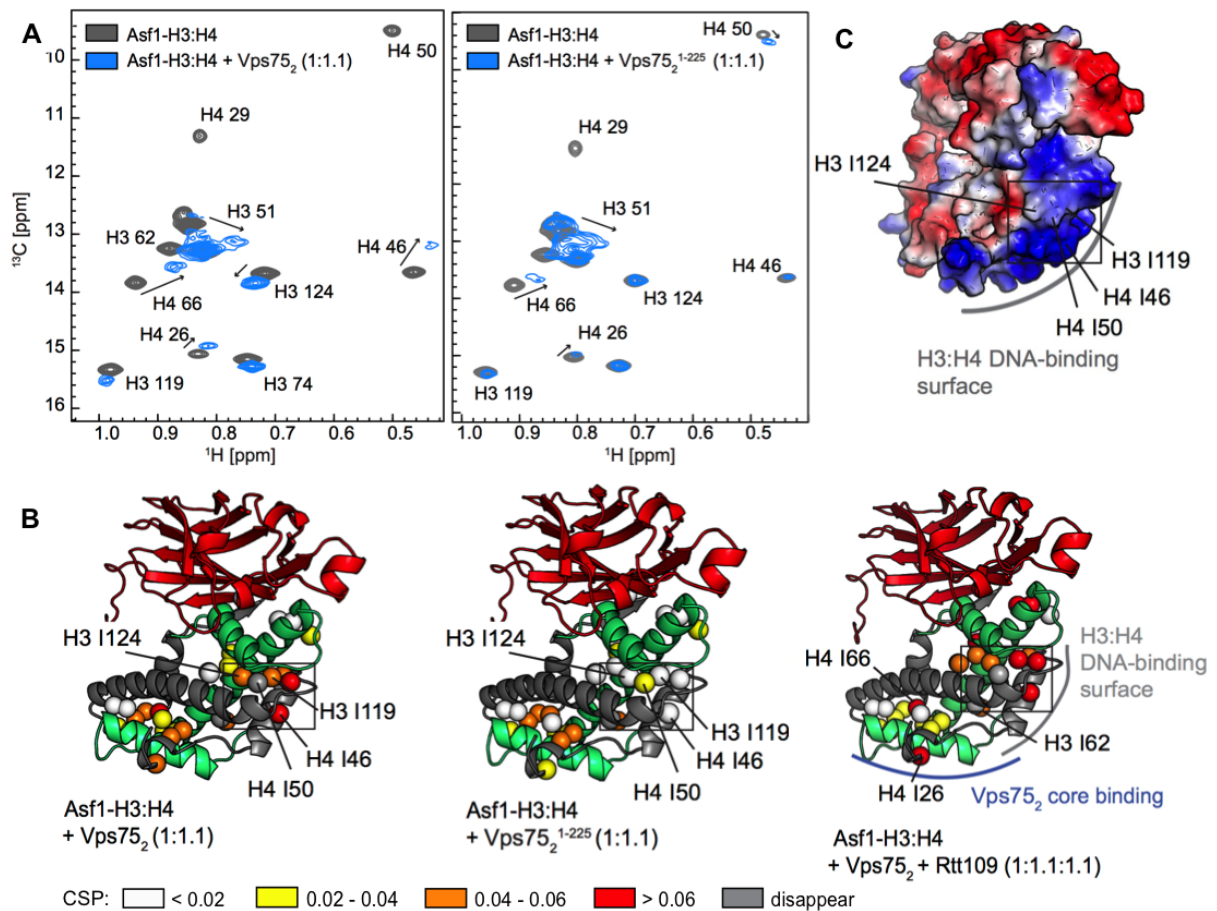 A
Asf1-H3:H4
Asf1-H3:H4 + Vps75₂ (1:1.1)
H4 50
H4 29
H3 51
H3 62
H4 46
H4 66
H3 124
H4 26
H3 119
H3 74
¹³C [ppm]
10
11
12
13
14
15
16
1.0 0.9 0.8 0.7 0.6 0.5
¹H [ppm]
Asf1-H3:H4
Asf1-H3:H4 + Vps75₂¹⁻²²⁵ (1:1.1)
H4 50
H4 29
H3 51
H4 46
H4 66
H3 124
H4 26
H3 119
1.0 0.9 0.8 0.7 0.6 0.5
¹H [ppm]
C
H3 I124
H3 I119
H4 I46
H4 I50
H3:H4 DNA-binding
surface
B
H3 I124
H3 I119
H4 I46
H4 I50
Asf1-H3:H4
+ Vps75₂ (1:1.1)
H3 I124
H3 I119
H4 I46
H4 I50
Asf1-H3:H4
+ Vps75₂¹⁻²²⁵ (1:1.1)
H4 I66
H3:H4
DNA-binding
surface
H3 I62
H4 I26
Vps75₂ core binding
Asf1-H3:H4
+ Vps75₂ + Rtt109 (1:1.1:1.1)
CSP: < 0.02 0.02 - 0.04 0.04 - 0.06 > 0.06 disappear